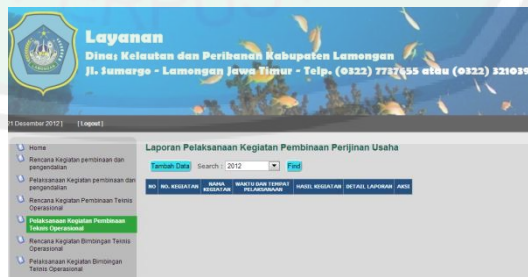 Layanan
Dinas Kelautan dan Perikanan Kabupaten Lamongan
Jl. Sumargo - Lamongan Jawa Timur - Telp. (0322) atau (0322) 321039
21 Desember 2012 | [Logout]
Home
Rencana Kegiatan pembinaan dan
pengendalian
Pelaksanaan Kegiatan pembinaan dan
pengendalian
Rencana Kegiatan Pembinaan Teknis
Operasional
Pelaksanaan Kegiatan Pembinaan
Teknis Operasional
Rencana Kegiatan Bimbingan Teknis
Operasional
Pelaksanaan Kegiatan Bimbingan
Teknis Operasional
Laporan Pelaksanaan Kegiatan Pembinaan Perijinan Usaha
Tambah Data Search : 2012 Find
NO NO. KEGIATAN NAMA KEGIATAN WAKTU DAN TEMPAT PELAKSANAAN HASIL KEGIATAN DETAIL LAPORAN AKSI